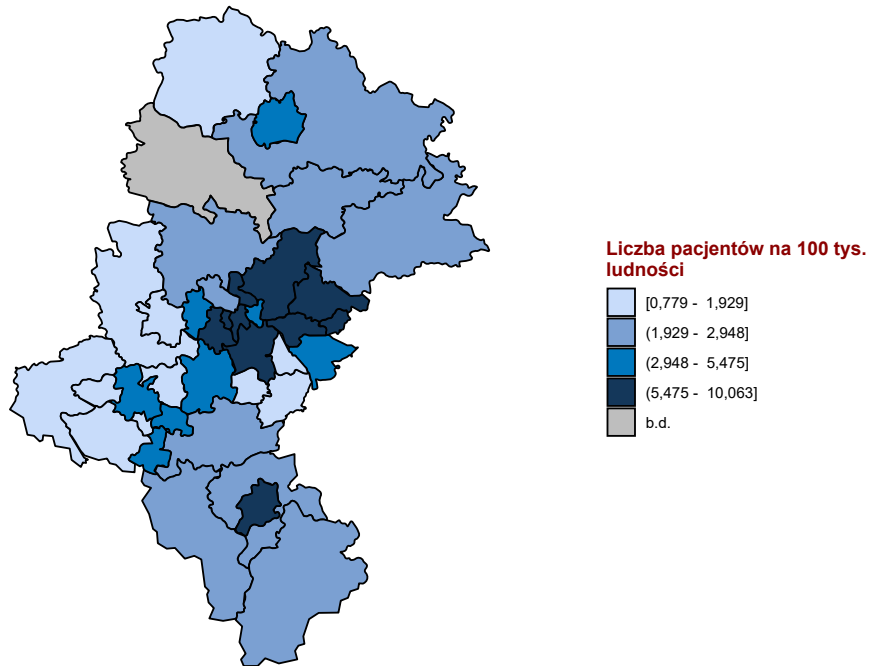 Liczba pacjentów na 100 tys.
ludności
[0,779 - 1,929]
(1,929 - 2,948]
(2,948 - 5,475]
(5,475 - 10,063]
b.d.